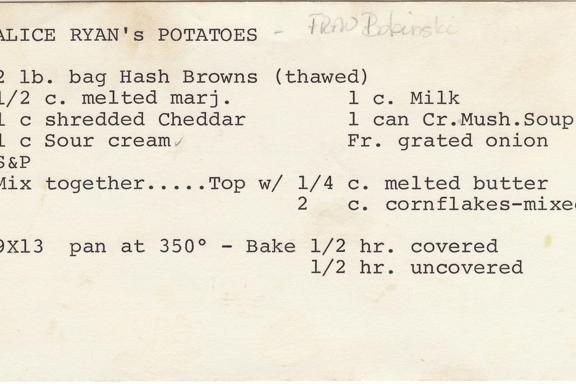 ALICE RYAN's POTATOES - Fran Bokinski
2 lb. bag Hash Browns (thawed)
1/2 c. melted marj. 1 c. Milk
1 c shredded Cheddar 1 can Cr.Mush.Soup
1 c Sour cream Fr. grated onion
S&P
Mix together.....Top w/ 1/4 c. melted butter
2 c. cornflakes-mixed
9X13 pan at 350° - Bake 1/2 hr. covered
1/2 hr. uncovered